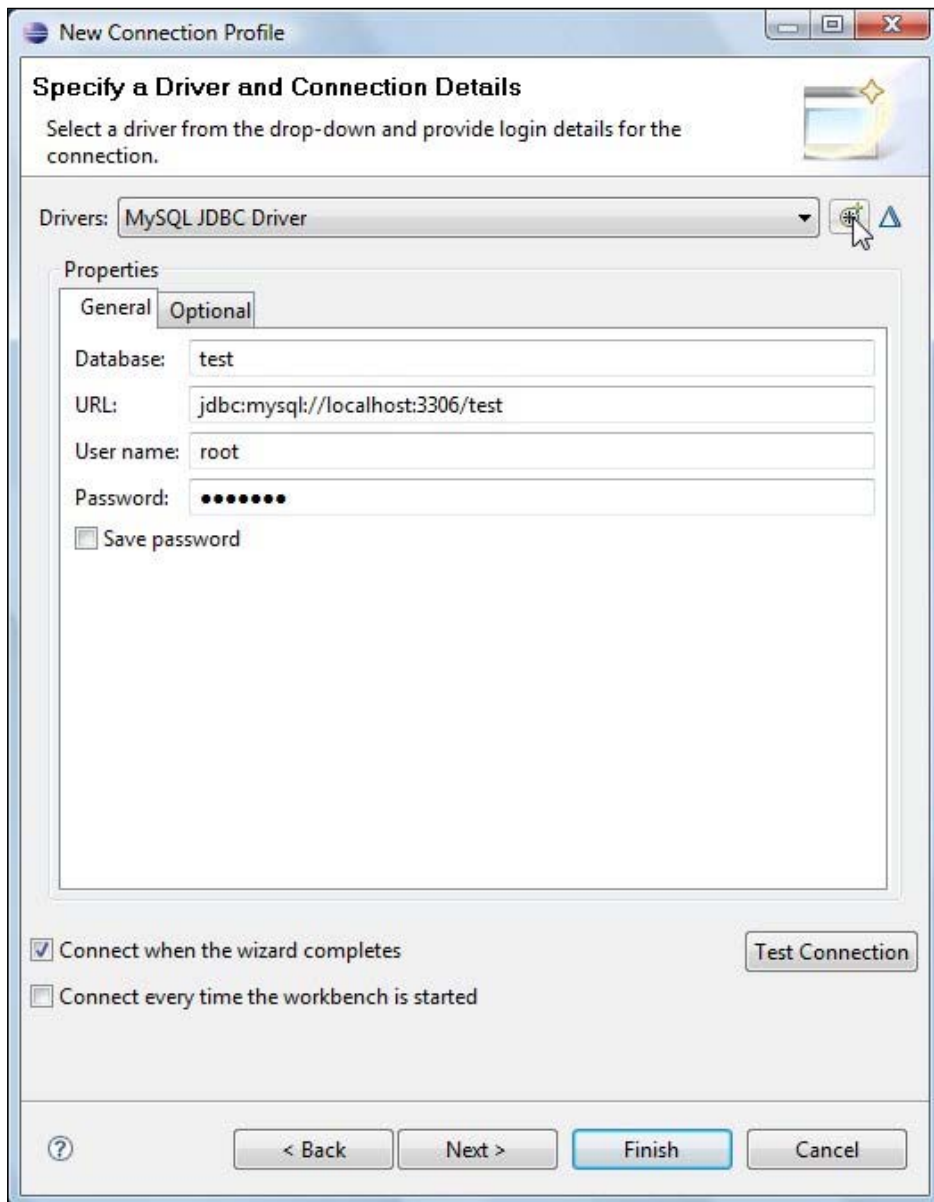 New Connection Profile
Specify a Driver and Connection Details
Select a driver from the drop-down and provide login details for the
connection.
Drivers: MySQL JDBC Driver
Properties
General Optional
Database: test
URL: jdbc:mysql://localhost:3306/test
User name: root
Password: ●●●●●●●
Save password
Connect when the wizard completes Test Connection
Connect every time the workbench is started
? < Back Next > Finish Cancel